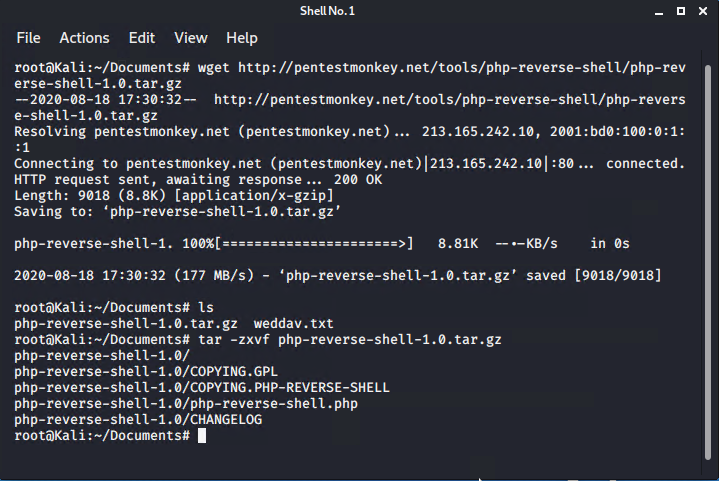 Shell No. 1
File Actions Edit View Help
root@Kali:~/Documents# wget http://pentestmonkey.net/tools/php-reverse-shell/php-rev
erse-shell-1.0.tar.gz
--2020-08-18 17:30:32-- http://pentestmonkey.net/tools/php-reverse-shell/php-revers
e-shell-1.0.tar.gz
Resolving pentestmonkey.net (pentestmonkey.net)... 213.165.242.10, 2001:bd0:100:0:1:
:1
Connecting to pentestmonkey.net (pentestmonkey.net)|213.165.242.10|:80... connected.
HTTP request sent, awaiting response... 200 OK
Length: 9018 (8.8K) [application/x-gzip]
Saving to: ‘php-reverse-shell-1.0.tar.gz’
php-reverse-shell-1. 100%[======================>] 8.81K --.-KB/s in 0s
2020-08-18 17:30:32 (177 MB/s) - ‘php-reverse-shell-1.0.tar.gz’ saved [9018/9018]
root@Kali:~/Documents# ls
php-reverse-shell-1.0.tar.gz weddav.txt
root@Kali:~/Documents# tar -zxvf php-reverse-shell-1.0.tar.gz
php-reverse-shell-1.0/
php-reverse-shell-1.0/COPYING.GPL
php-reverse-shell-1.0/COPYING.PHP-REVERSE-SHELL
php-reverse-shell-1.0/php-reverse-shell.php
php-reverse-shell-1.0/CHANGELOG
root@Kali:~/Documents#